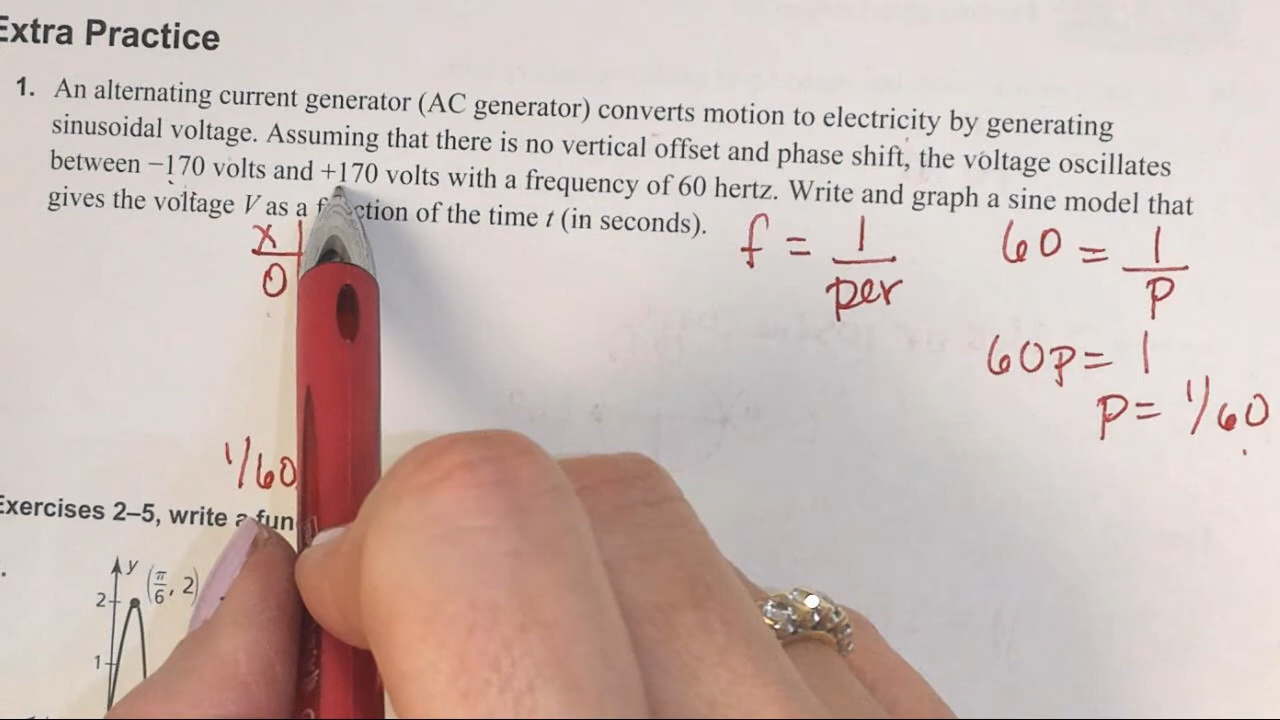 Extra Practice
1. An alternating current generator (AC generator) converts motion to electricity by generating
sinusoidal voltage. Assuming that there is no vertical offset and phase shift, the voltage oscillates
between −170 volts and +170 volts with a frequency of 60 hertz. Write and graph a sine model that
gives the voltage V as a of the time t (in seconds).
x
0
1/60
f = 1/per
60 = 1/p
60p = 1
p = 1/60
Exercises 2–5, write a
y
(π/6, 2)
2
1